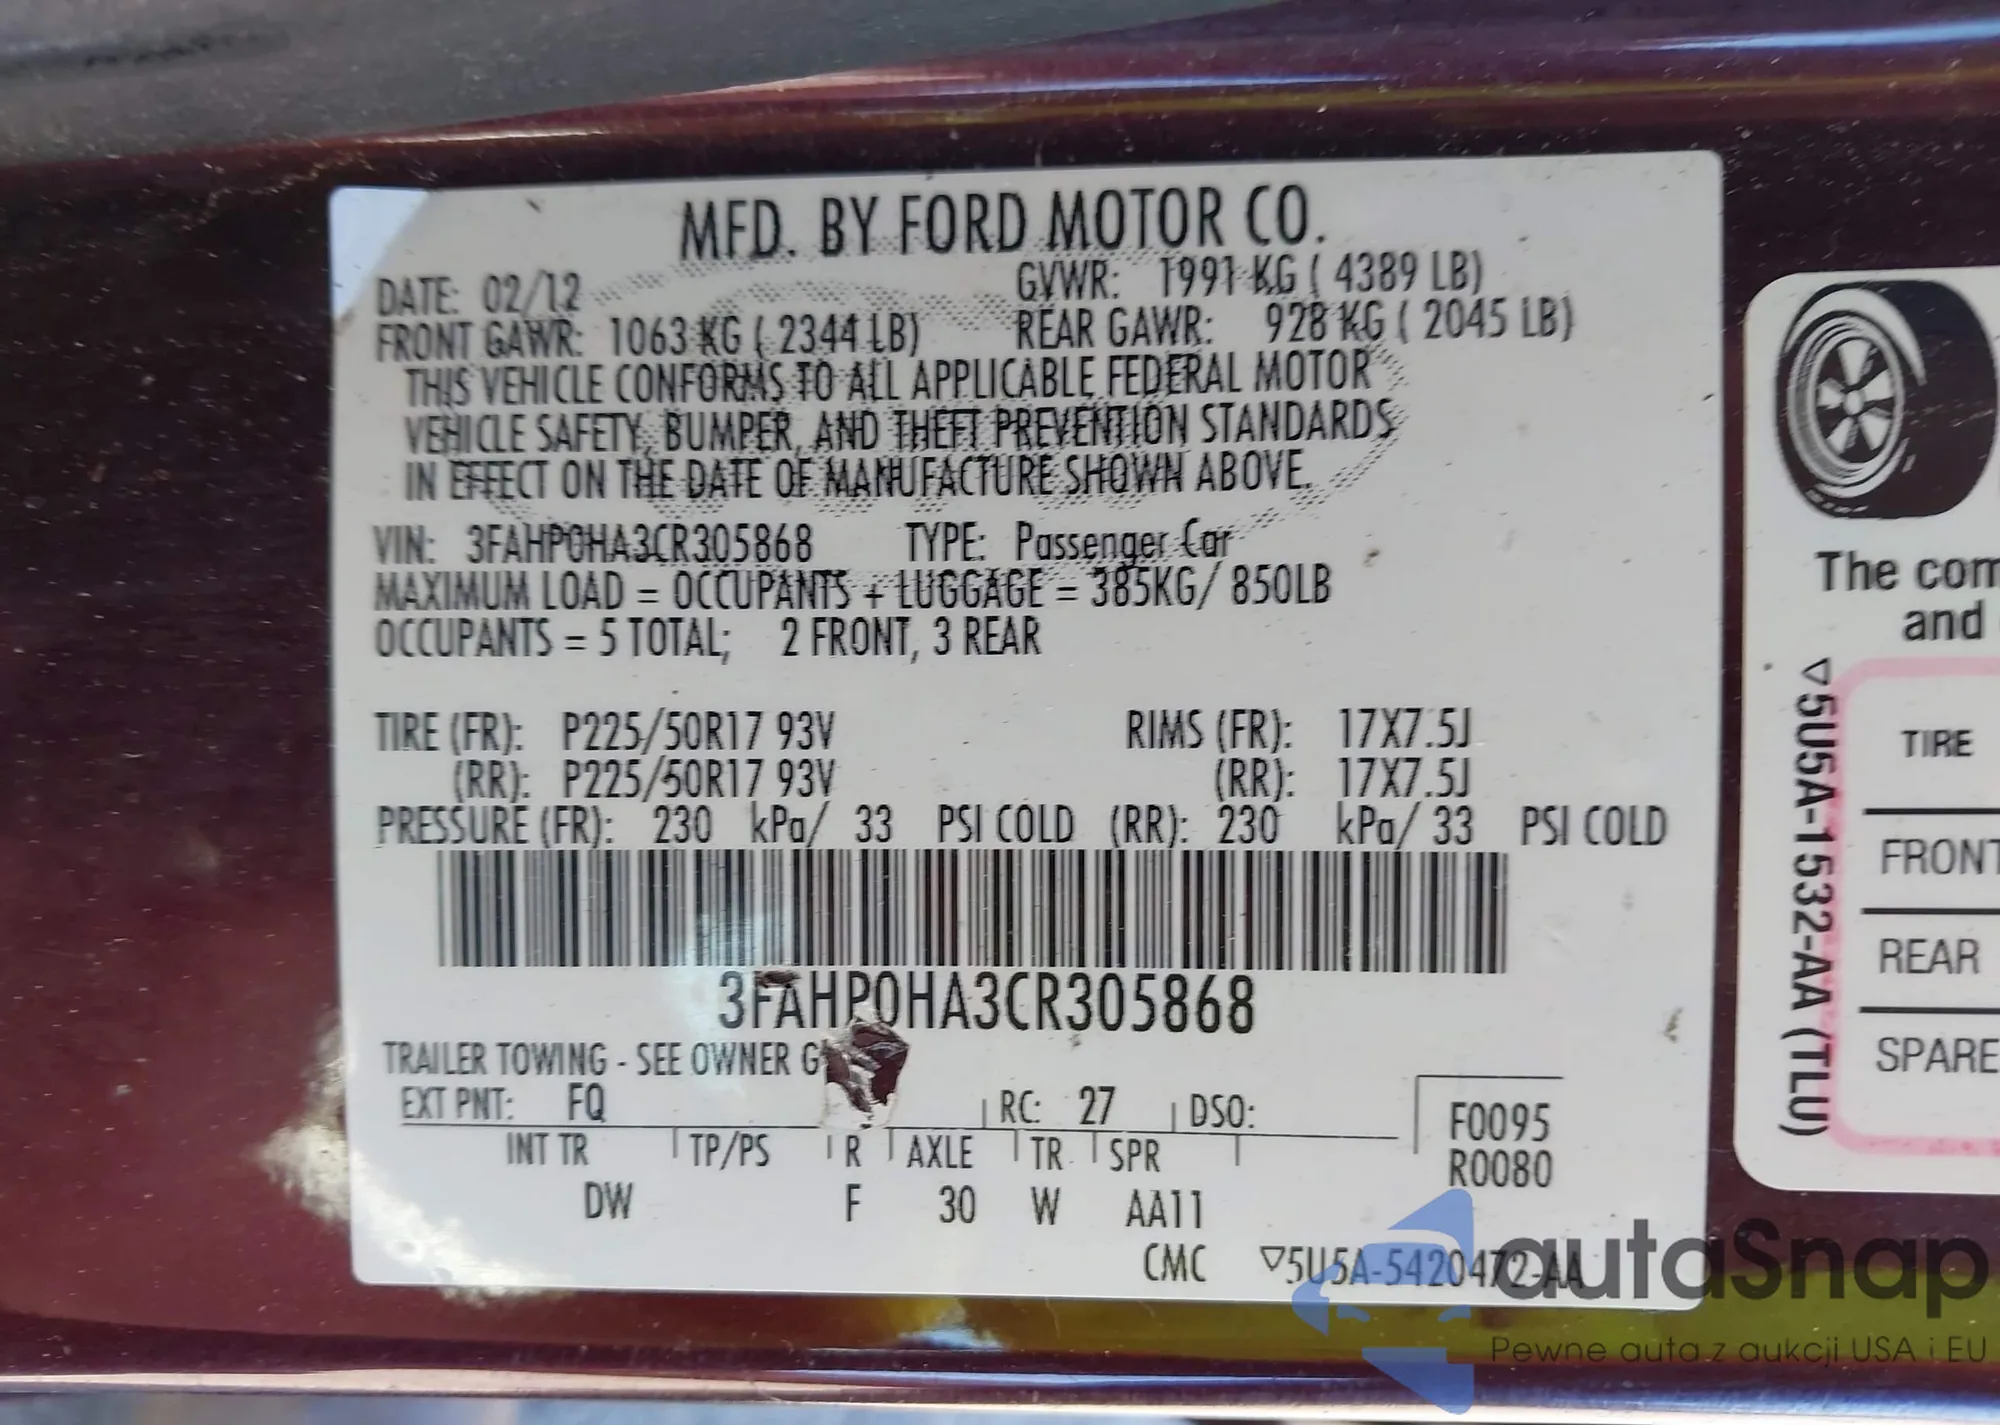 MFD. BY FORD MOTOR CO.
DATE: 02/12 GVWR: 1991 KG ( 4389 LB)
FRONT GAWR: 1063 KG ( 2344 LB) REAR GAWR: 928 KG ( 2045 LB)
THIS VEHICLE CONFORMS TO ALL APPLICABLE FEDERAL MOTOR
VEHICLE SAFETY, BUMPER, AND THEFT PREVENTION STANDARDS
IN EFFECT ON THE DATE OF MANUFACTURE SHOWN ABOVE.
VIN: 3FAHP0HA3CR305868 TYPE: Passenger Car
MAXIMUM LOAD = OCCUPANTS + LUGGAGE = 385KG/ 850LB
OCCUPANTS = 5 TOTAL; 2 FRONT, 3 REAR
TIRE (FR): P225/50R17 93V RIMS (FR): 17X7.5J
(RR): P225/50R17 93V (RR): 17X7.5J
PRESSURE (FR): 230 kPa/ 33 PSI COLD (RR): 230 kPa/ 33 PSI COLD
3FAHP0HA3CR305868
TRAILER TOWING - SEE OWNER G
EXT PNT: FQ RC: 27 DSO: F0095
INT TR TP/PS R AXLE TR SPR R0080
DW F 30 W AA11
CMC ▽5U5A-5420472-AA
The com
and
▽5U5A-1532-AA (TLU)
TIRE
FRONT
REAR
SPARE
autaSnap
Pewne auta z aukcji USA i EU